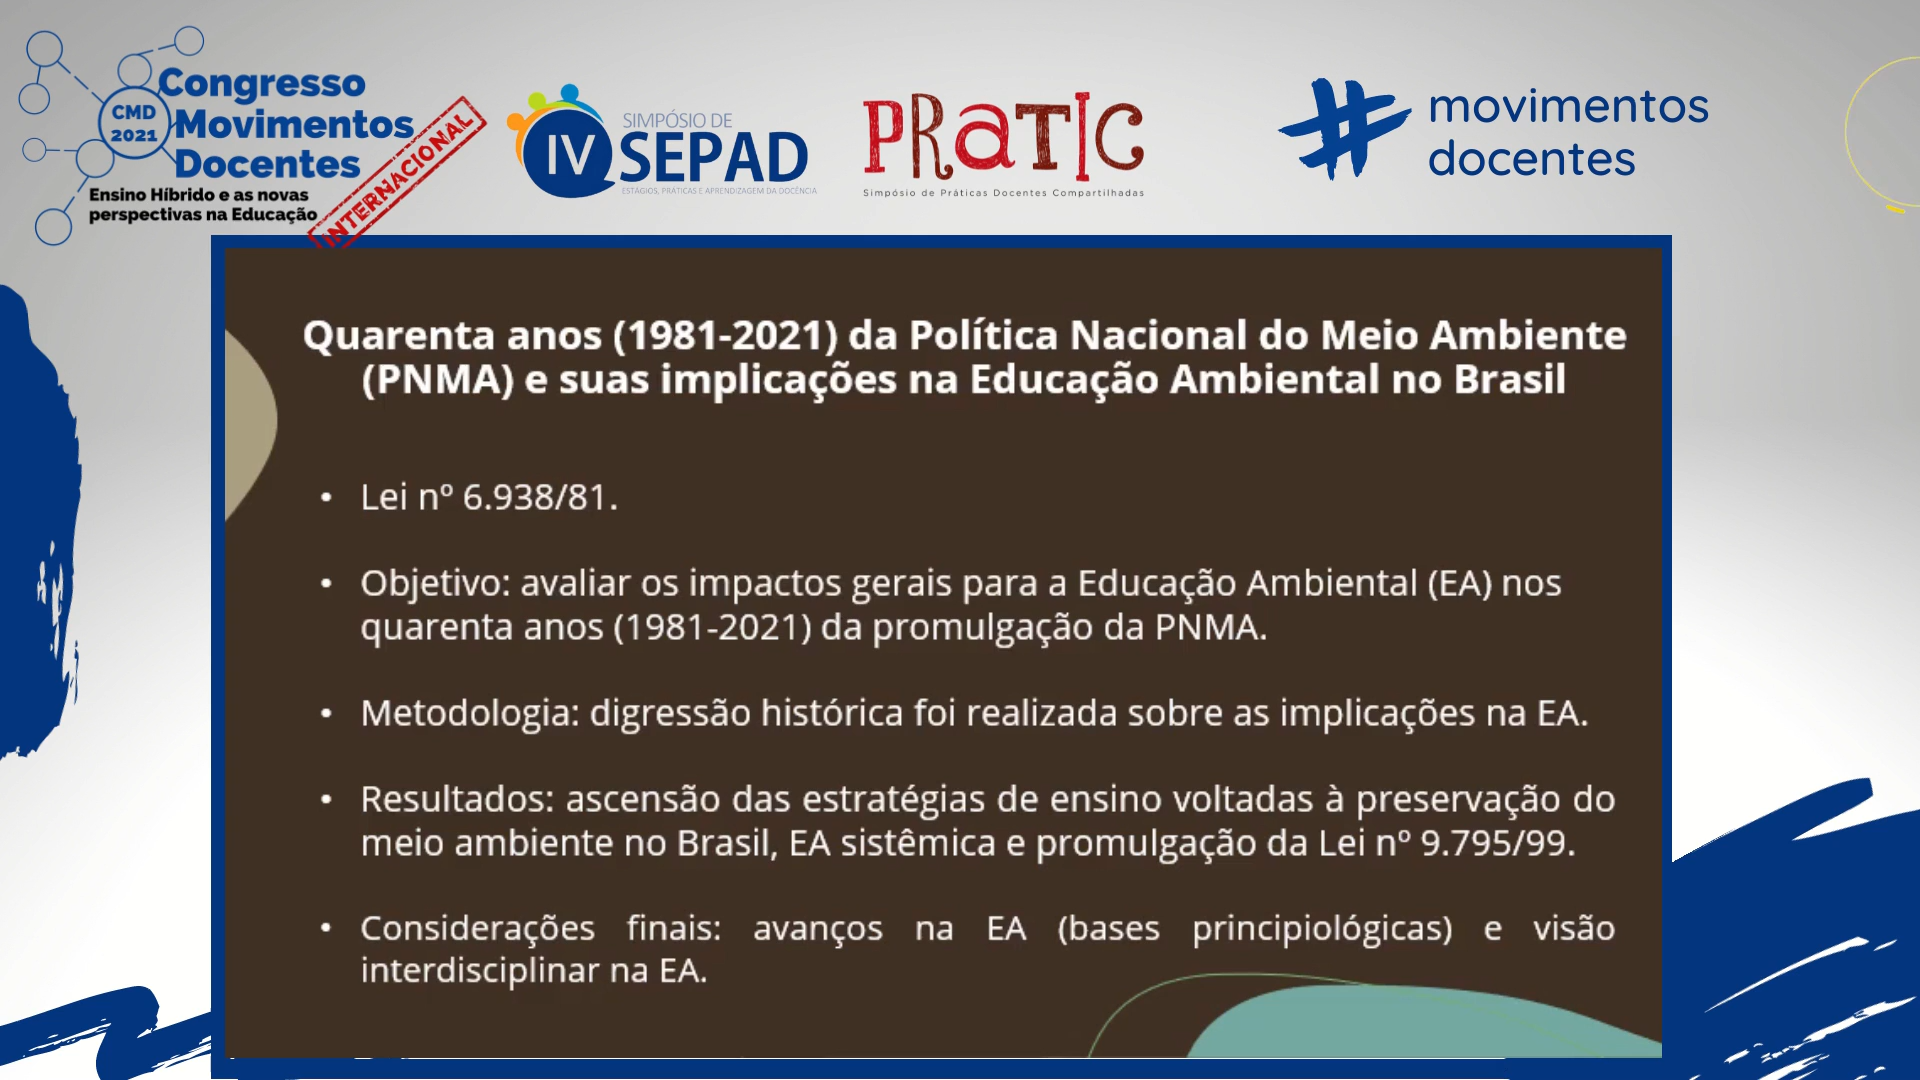 Congresso
CMD
2021
Movimentos
Docentes
Ensino Híbrido e as novas
perspectivas na Educação
INTERNACIONAL
SIMPÓSIO DE
IV SEPAD
ESTÁGIOS, PRÁTICAS E APRENDIZAGEM DA DOCÊNCIA
PRATIC
Simpósio de Práticas Docentes Compartilhadas
# movimentos
docentes
Quarenta anos (1981-2021) da Política Nacional do Meio Ambiente
(PNMA) e suas implicações na Educação Ambiental no Brasil
• Lei nº 6.938/81.
• Objetivo: avaliar os impactos gerais para a Educação Ambiental (EA) nos
quarenta anos (1981-2021) da promulgação da PNMA.
• Metodologia: digressão histórica foi realizada sobre as implicações na EA.
• Resultados: ascensão das estratégias de ensino voltadas à preservação do
meio ambiente no Brasil, EA sistêmica e promulgação da Lei nº 9.795/99.
• Considerações finais: avanços na EA (bases principiológicas) e visão
interdisciplinar na EA.